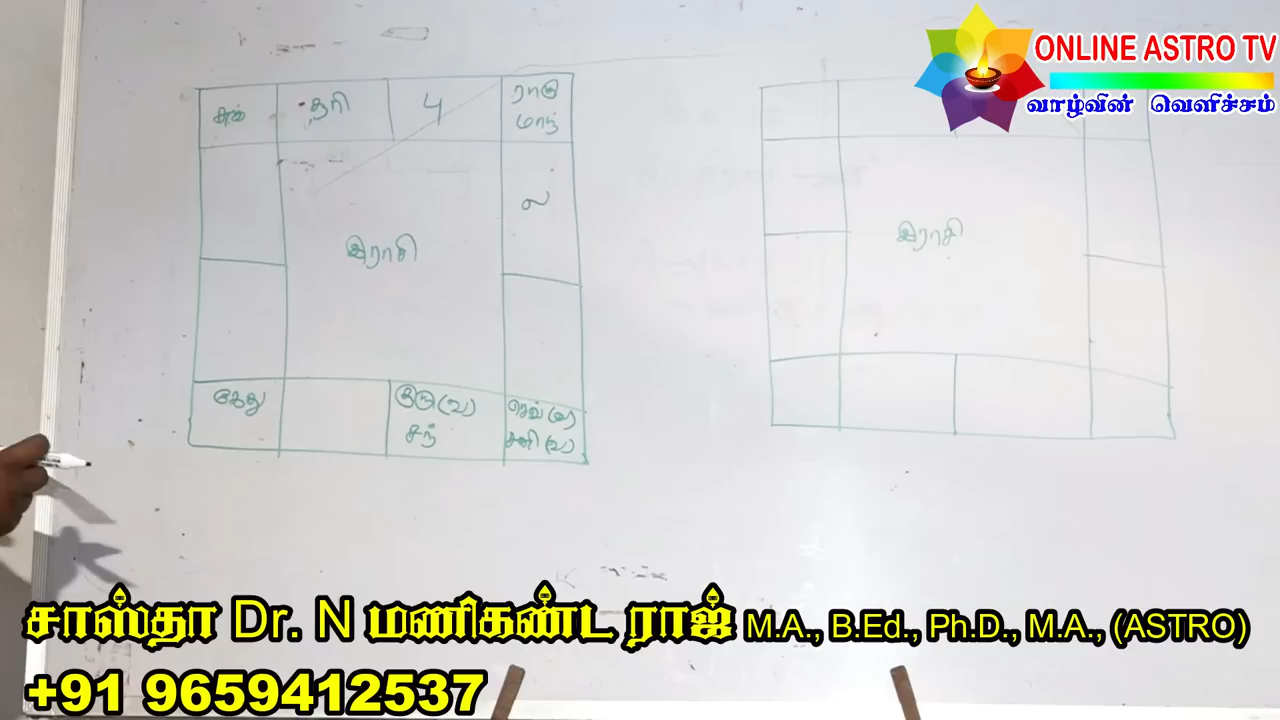 ONLINE ASTRO TV
வாழ்வின் வெளிச்சம்
சுக்
சூரி
பு
ராகு
மாந்
ல
இராசி
கேது
குரு (வ)
சந்
செவ் (வ)
சனி (வ)
இராசி
சாஸ்தா Dr. N மணிகண்ட ராஜ் M.A., B.Ed., Ph.D., M.A., (ASTRO)
+91 9659412537